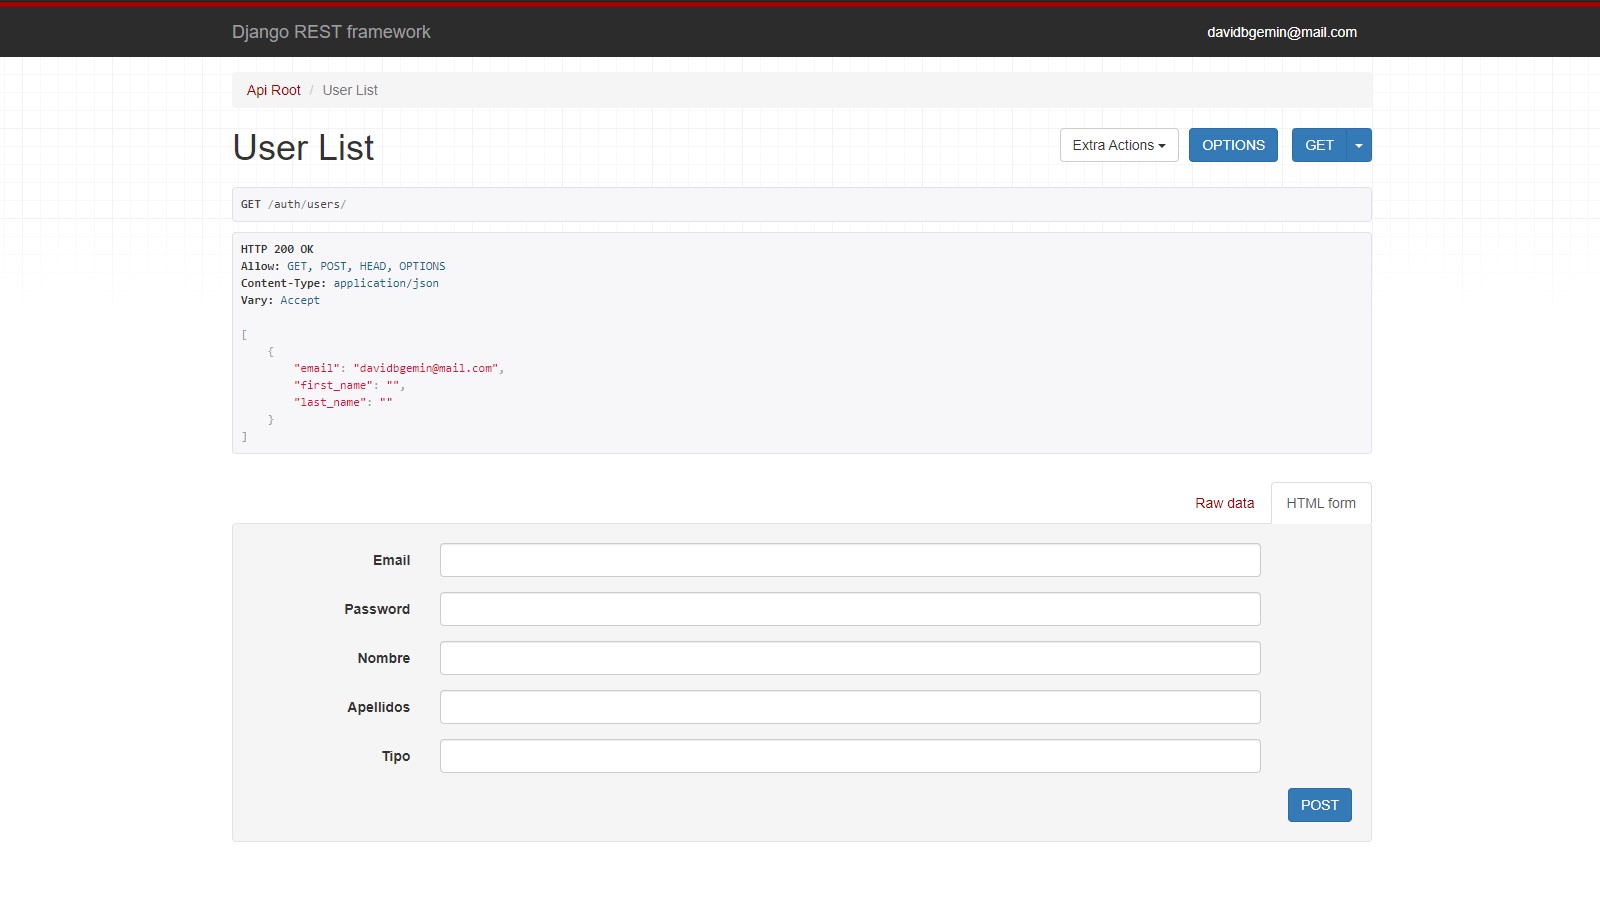 Django REST framework
davidbgemin@mail.com
Api Root / User List
User List
Extra Actions
OPTIONS
GET
GET /auth/users/
HTTP 200 OK
Allow: GET, POST, HEAD, OPTIONS
Content-Type: application/json
Vary: Accept
[
    {
        "email": "davidbgemin@mail.com",
        "first_name": "",
        "last_name": ""
    }
]
Raw data
HTML form
Email
Password
Nombre
Apellidos
Tipo
POST